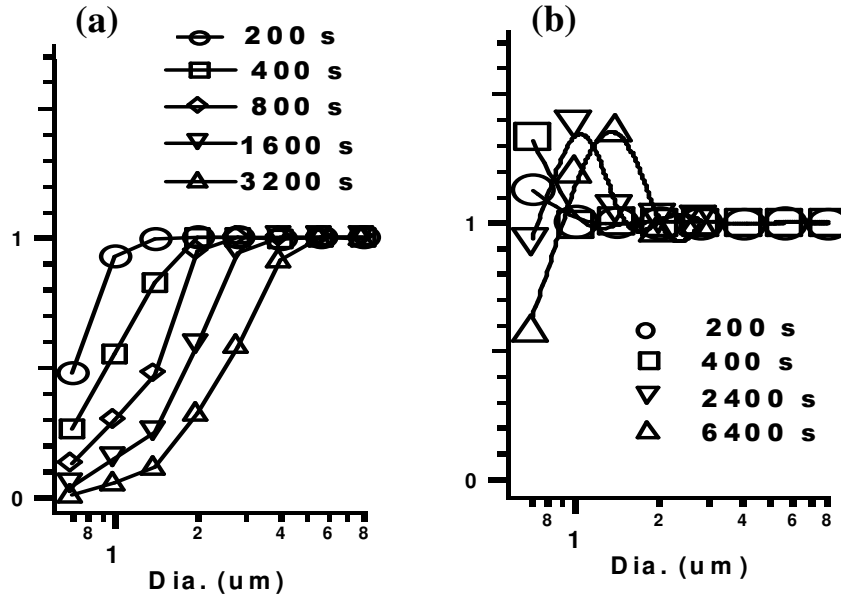 (a)
200 s
400 s
800 s
1600 s
3200 s
1
0
8 1 2 4 6 8
Dia. (um)
(b)
1
200 s
400 s
2400 s
6400 s
0
8 1 2 4 6 8
Dia. (um)